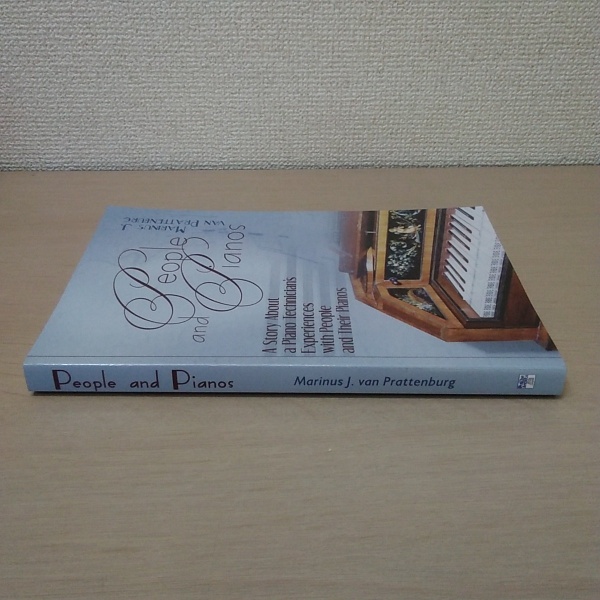 People
and Pianos
A Story About
a Piano Technician's
Experiences
with People
and Their Pianos
MARINUS J.
VAN PRATTENBURG
People and Pianos Marinus J. van Prattenburg